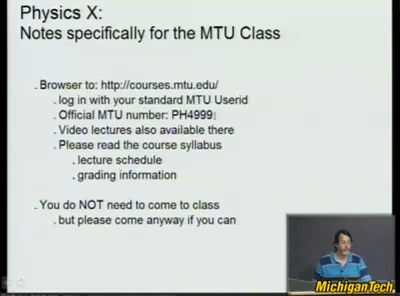 Physics X:
Notes specifically for the MTU Class
. Browser to: http://courses.mtu.edu/
. log in with your standard MTU Userid
. Official MTU number: PH4999
. Video lectures also available there
. Please read the course syllabus
. lecture schedule
. grading information
. You do NOT need to come to class
. but please come anyway if you can
MichiganTech